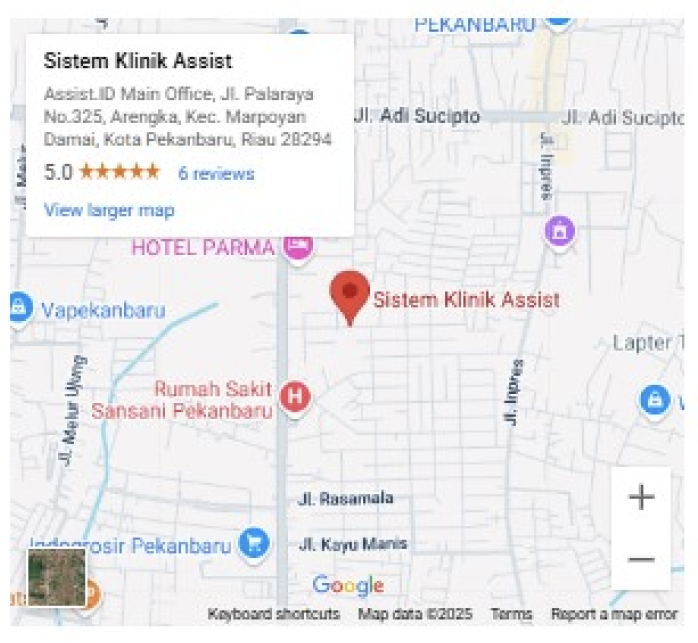 PEKANBARU
Sistem Klinik Assist
Assist.ID Main Office, Jl. Palaraya
No.325, Arengka, Kec. Marpoyan
Damai, Kota Pekanbaru, Riau 28294
5.0 6 reviews
View larger map
Jl. Adi Sucipto
Jl. Adi Sucipto
Jl. Inpres
HOTEL PARMA
Sistem Klinik Assist
Vapekanbaru
Lapter
Jl. Melur Ujung
Rumah Sakit
Sansani Pekanbaru
Jl. Inpres
Jl. Rasamala
Jl. Kayu Manis
Indogrosir Pekanbaru
Google
Keyboard shortcuts Map data ©2025 Terms Report a map error